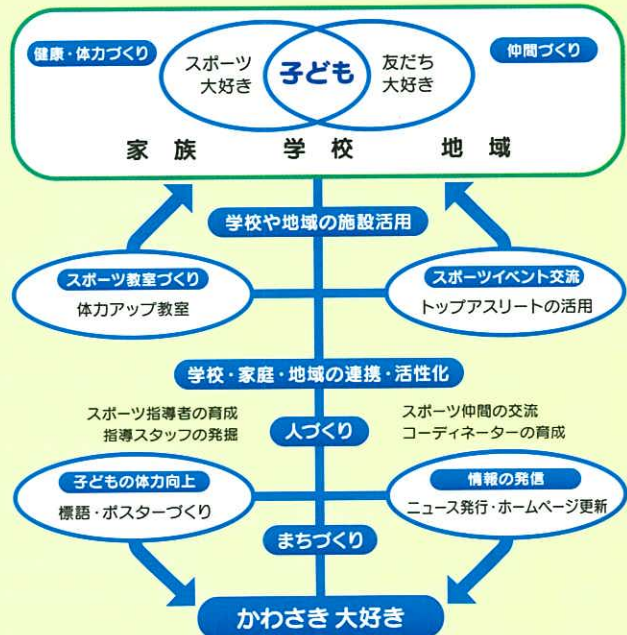 健康・体力づくり
スポーツ
大好き
子ども
友だち
大好き
仲間づくり
家族 学校 地域
学校や地域の施設活用
スポーツ教室づくり
体力アップ教室
スポーツイベント交流
トップアスリートの活用
学校・家庭・地域の連携・活性化
スポーツ指導者の育成
指導スタッフの発掘
人づくり
スポーツ仲間の交流
コーディネーターの育成
子どもの体力向上
標語・ポスターづくり
情報の発信
ニュース発行・ホームページ更新
まちづくり
かわさき 大好き